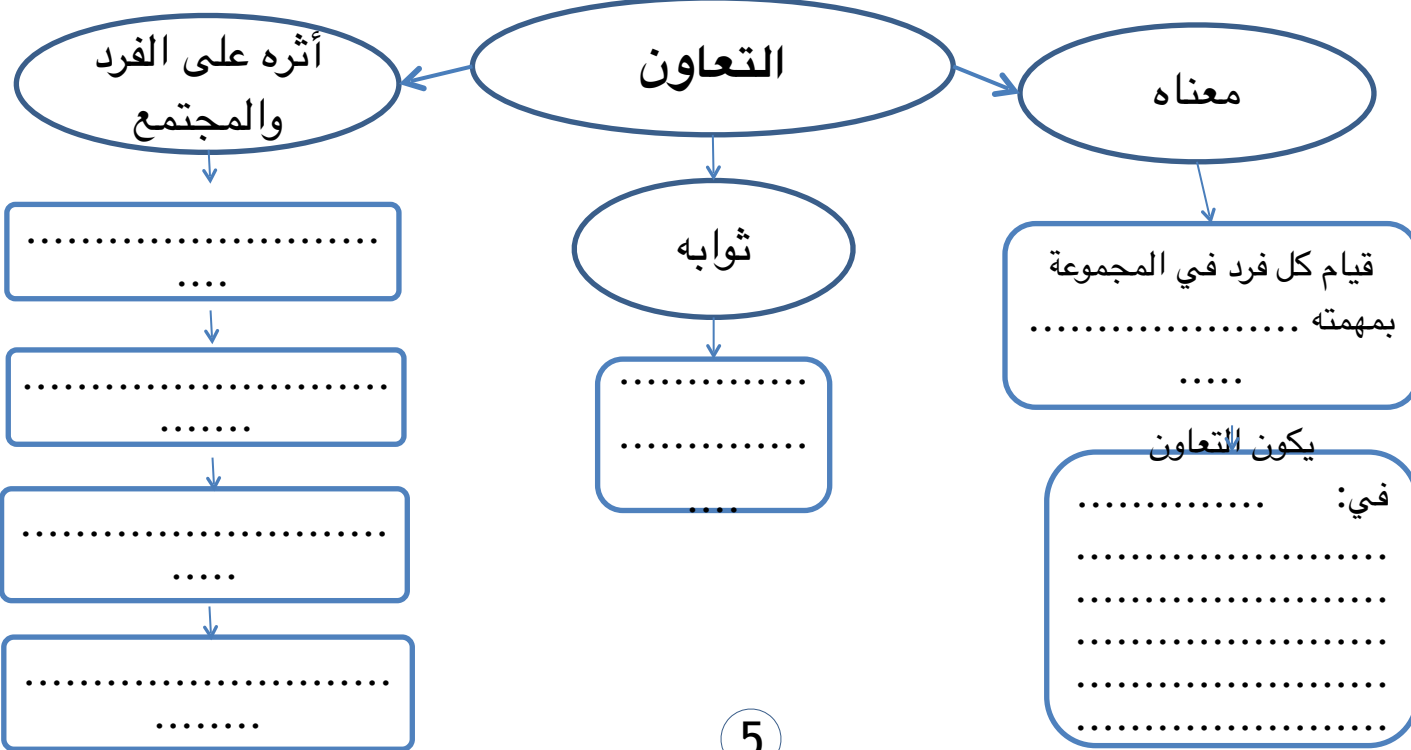 التعاون
معناه
قيام كل فرد في المجموعة
بمهمته ....................
.....
يكون التعاون
في: ..............
.......................
.......................
.......................
.......................
.......................
ثوابه
..............
..............
....
أثره على الفرد
والمجتمع
..........................
....
...........................
.......
...........................
.....
...........................
........
5